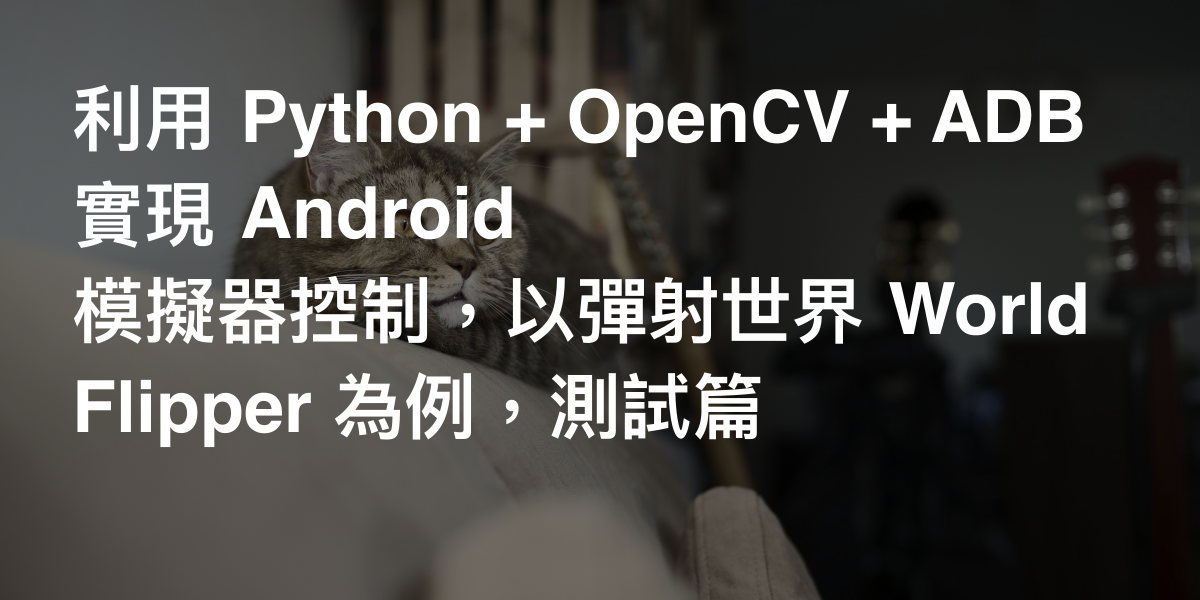 利用 Python + OpenCV + ADB
實現 Android
模擬器控制，以彈射世界 World
Flipper 為例，測試篇